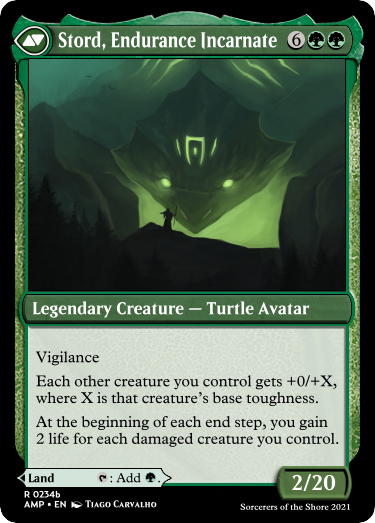 Stord, Endurance Incarnate 6
Legendary Creature — Turtle Avatar
Vigilance
Each other creature you control gets +0/+X,
where X is that creature's base toughness.
At the beginning of each end step, you gain
2 life for each damaged creature you control.
Land : Add .
2/20
R 0234b
AMP • EN Tiago Carvalho
Sorcerers of the Shore 2021